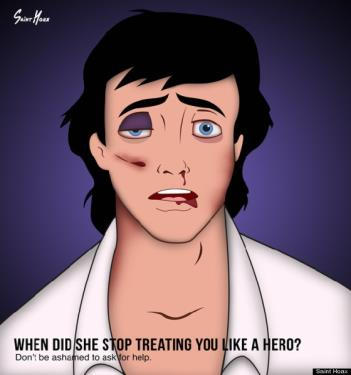 Saint Hoax
WHEN DID SHE STOP TREATING YOU LIKE A HERO?
Don't be ashamed to ask for help.
Saint Hoax